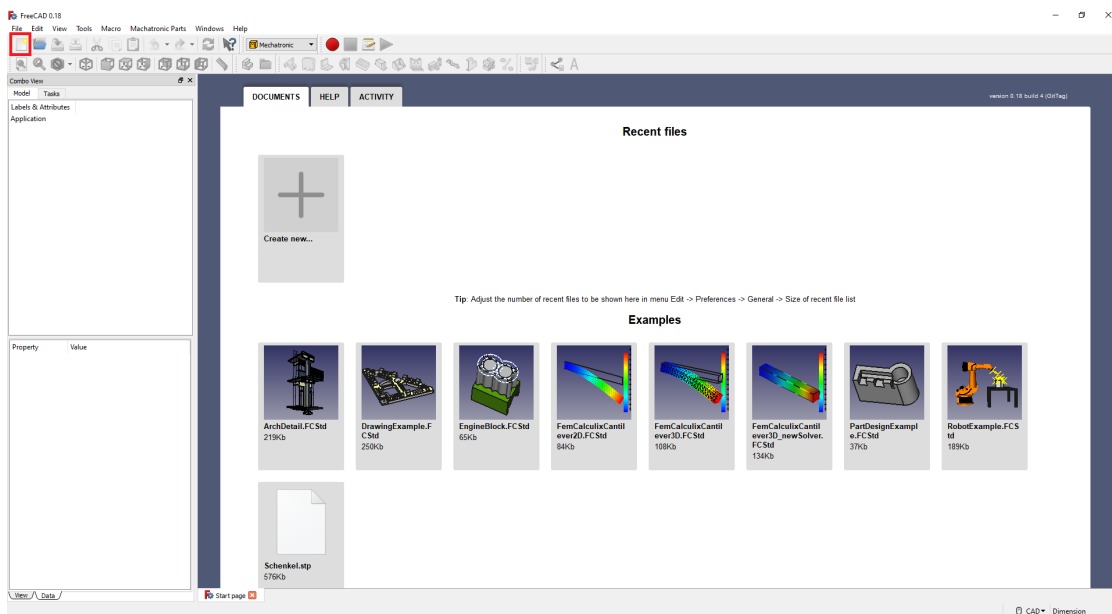 FreeCAD 0.18
File Edit View Tools Macro Machatronic Parts Windows Help
Mechatronic
Combo View
Model Tasks
Labels & Attributes
Application
DOCUMENTS HELP ACTIVITY
version 0.18 build 4 (GitTag)
Recent files
Create new...
Tip: Adjust the number of recent files to be shown here in menu Edit -> Preferences -> General -> Size of recent file list
Examples
Property Value
ArchDetail.FCStd
219Kb
DrawingExample.F
CStd
250Kb
EngineBlock.FCStd
65Kb
FemCalculixCantil
ever2D.FCStd
84Kb
FemCalculixCantil
ever3D.FCStd
108Kb
FemCalculixCantil
ever3D_newSolver.
FCStd
134Kb
PartDesignExampl
e.FCStd
37Kb
RobotExample.FCS
td
189Kb
Schenkel.stp
576Kb
View Data
Start page
CAD Dimension